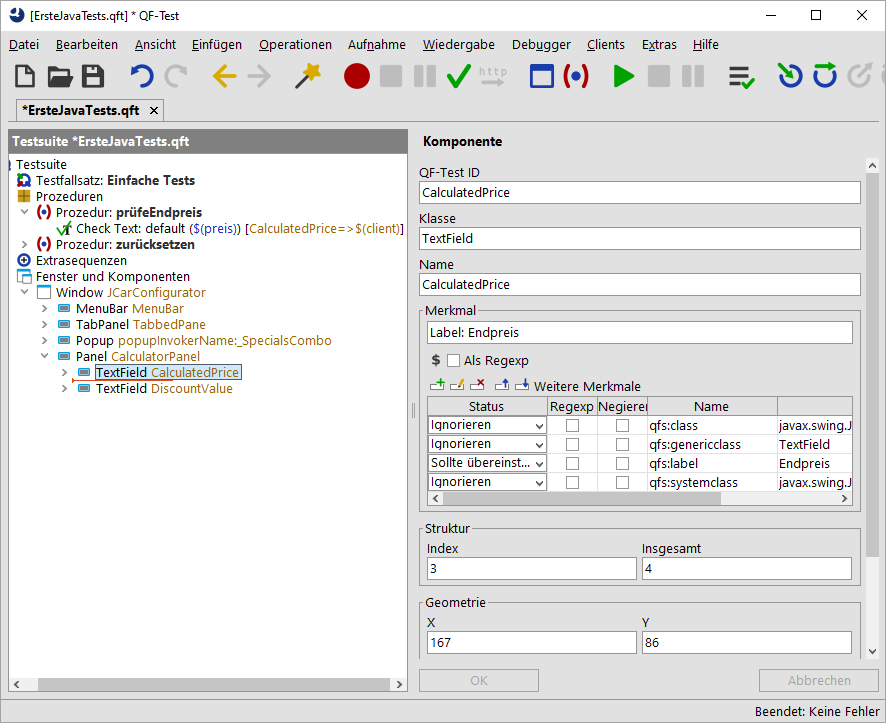 [ErsteJavaTests.qft] * QF-Test
Datei Bearbeiten Ansicht Einfügen Operationen Aufnahme Wiedergabe Debugger Clients Extras Hilfe
http
*ErsteJavaTests.qft
Testsuite *ErsteJavaTests.qft
Testsuite
Testfallsatz: Einfache Tests
Prozeduren
Prozedur: prüfeEndpreis
Check Text: default ($(preis)) [CalculatedPrice=>$(client)]
Prozedur: zurücksetzen
Extrasequenzen
Fenster und Komponenten
Window JCarConfigurator
MenuBar MenuBar
TabPanel TabbedPane
Popup popupInvokerName:_SpecialsCombo
Panel CalculatorPanel
TextField CalculatedPrice
TextField DiscountValue
Komponente
QF-Test ID
CalculatedPrice
Klasse
TextField
Name
CalculatedPrice
Merkmal
Label: Endpreis
$ Als Regexp
Weitere Merkmale
Status Regexp Negieren Name
Ignorieren qfs:class javax.swing.J
Ignorieren qfs:genericclass TextField
Sollte übereinst... qfs:label Endpreis
Ignorieren qfs:systemclass javax.swing.J
Struktur
Index Insgesamt
3 4
Geometrie
X Y
167 86
OK Abbrechen
Beendet: Keine Fehler